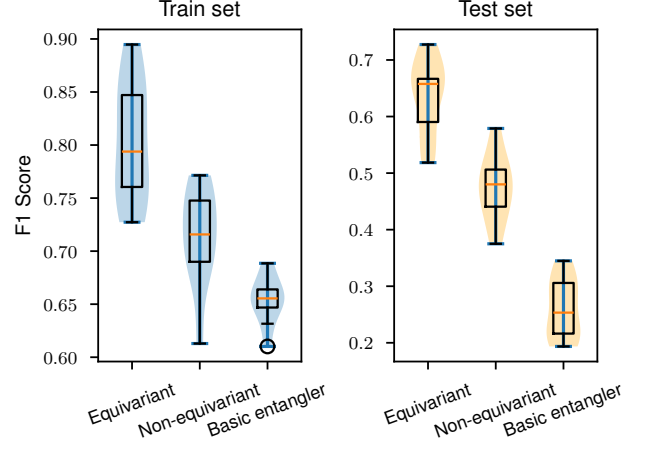 Train set
Test set
F1 Score
0.90
0.85
0.80
0.75
0.70
0.65
0.60
Equivariant
Non-equivariant
Basic entangler
0.7
0.6
0.5
0.4
0.3
0.2
Equivariant
Non-equivariant
Basic entangler